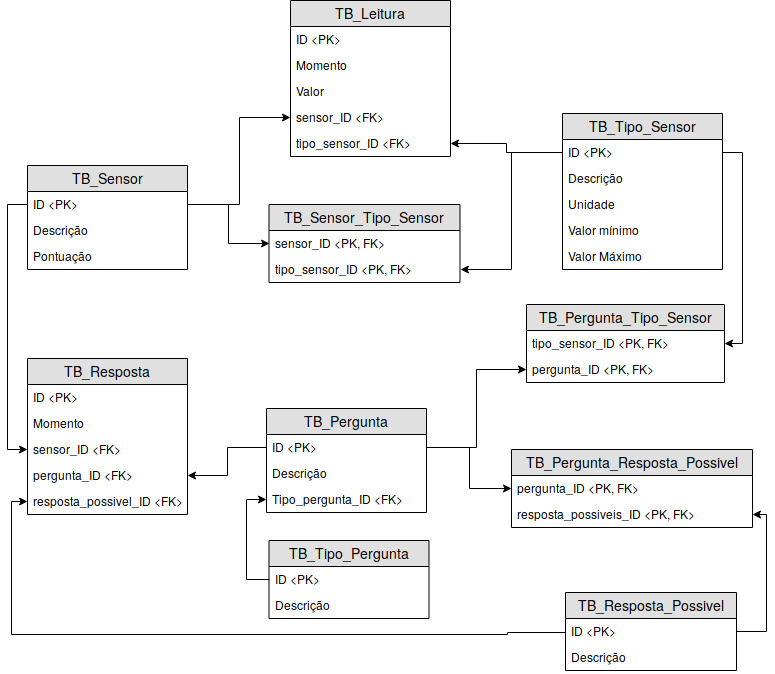 TB_Leitura
ID <PK>
Momento
Valor
sensor_ID <FK>
tipo_sensor_ID <FK>
TB_Tipo_Sensor
ID <PK>
Descrição
Unidade
Valor mínimo
Valor Máximo
TB_Sensor
ID <PK>
Descrição
Pontuação
TB_Sensor_Tipo_Sensor
sensor_ID <PK, FK>
tipo_sensor_ID <PK, FK>
TB_Pergunta_Tipo_Sensor
tipo_sensor_ID <PK, FK>
pergunta_ID <PK, FK>
TB_Resposta
ID <PK>
Momento
sensor_ID <FK>
pergunta_ID <FK>
resposta_possivel_ID <FK>
TB_Pergunta
ID <PK>
Descrição
Tipo_pergunta_ID <FK>
TB_Pergunta_Resposta_Possivel
pergunta_ID <PK, FK>
resposta_possiveis_ID <PK, FK>
TB_Tipo_Pergunta
ID <PK>
Descrição
TB_Resposta_Possivel
ID <PK>
Descrição